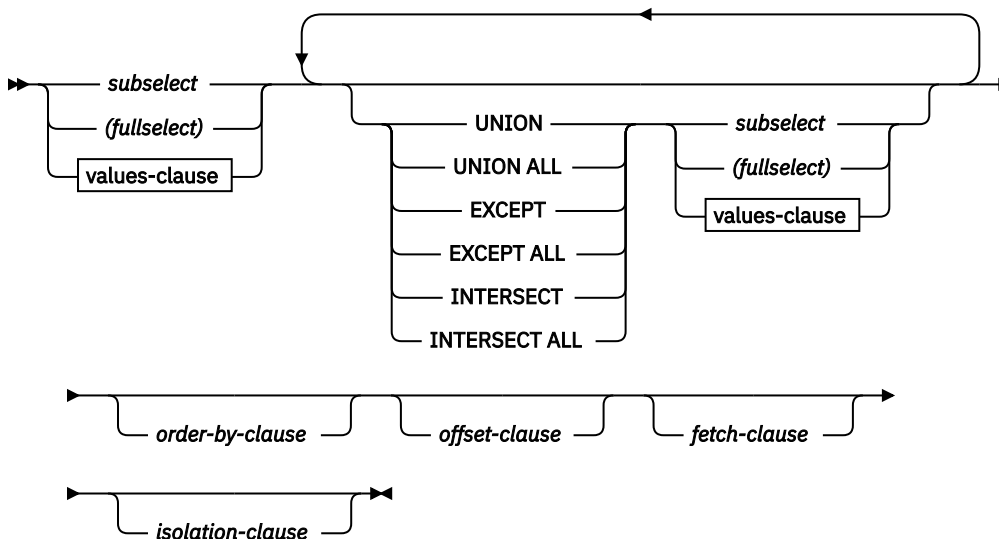 subselect
(fullselect)
values-clause
UNION
UNION ALL
EXCEPT
EXCEPT ALL
INTERSECT
INTERSECT ALL
subselect
(fullselect)
values-clause
order-by-clause
offset-clause
fetch-clause
isolation-clause